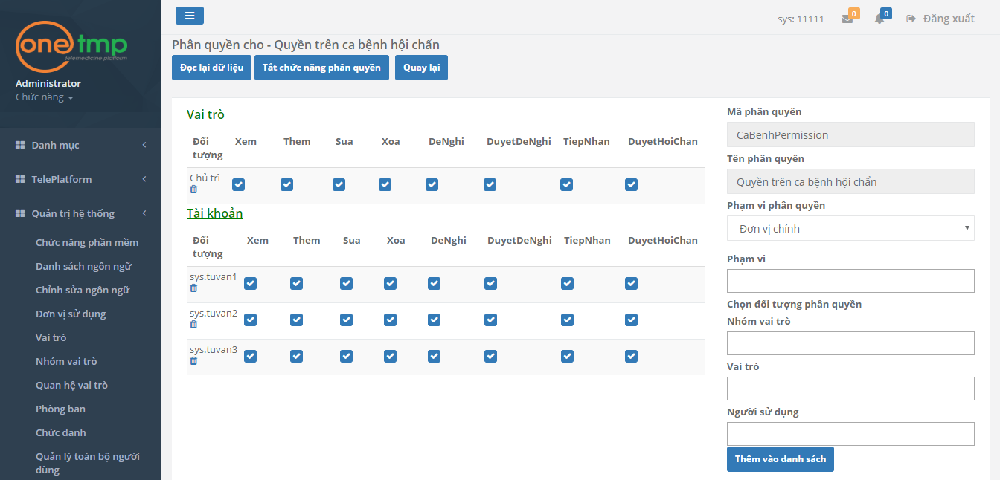 one tmp
telemedicine platform
Administrator
Chức năng
Danh mục
TelePlatform
Quản trị hệ thống
Chức năng phần mềm
Danh sách ngôn ngữ
Chỉnh sửa ngôn ngữ
Đơn vị sử dụng
Vai trò
Nhóm vai trò
Quan hệ vai trò
Phòng ban
Chức danh
Quản lý toàn bộ người
dùng
sys: 11111
0
0
Đăng xuất
Phân quyền cho - Quyền trên ca bệnh hội chẩn
Đọc lại dữ liệu
Tắt chức năng phân quyền
Quay lại
Vai trò
Đối
tượng
Xem Them Sua Xoa DeNghi DuyetDeNghi TiepNhan DuyetHoiChan
Chủ trì
Tài khoản
Đối
tượng
Xem Them Sua Xoa DeNghi DuyetDeNghi TiepNhan DuyetHoiChan
sys.tuvan1
sys.tuvan2
sys.tuvan3
Mã phân quyền
CaBenhPermission
Tên phân quyền
Quyền trên ca bệnh hội chẩn
Phạm vi phân quyền
Đơn vị chính
Phạm vi
Chọn đối tượng phân quyền
Nhóm vai trò
Vai trò
Người sử dụng
Thêm vào danh sách